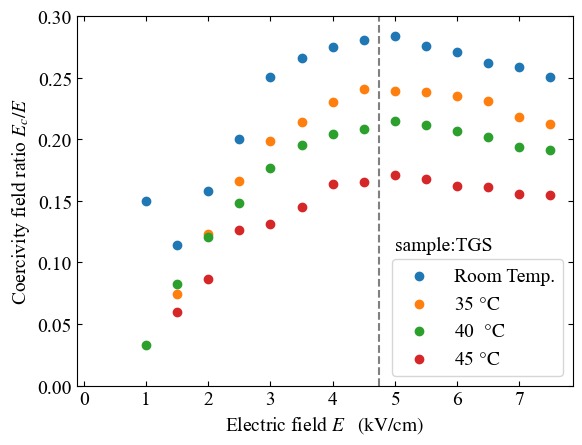 0.30
0.25
0.20
0.15
0.10
0.05
0.00
Coercivity field ratio E_c/E
sample:TGS
Room Temp.
35 °C
40  °C
45 °C
0 1 2 3 4 5 6 7
Electric field E  (kV/cm)